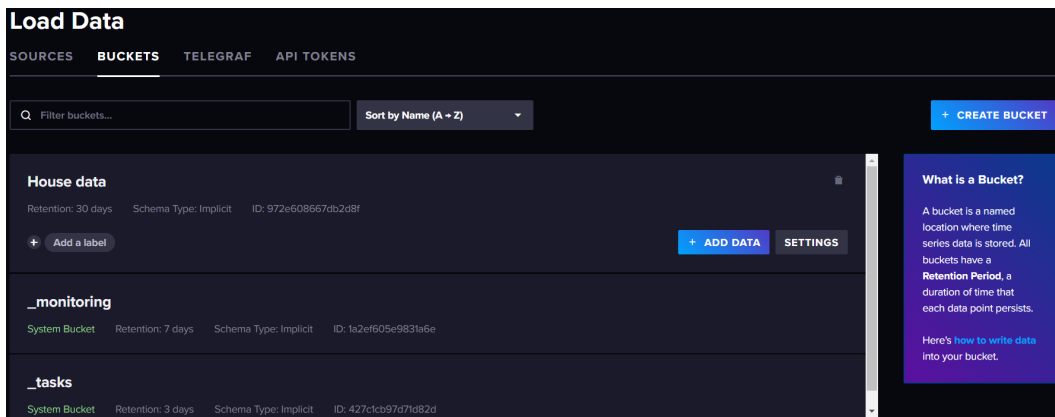 Load Data
SOURCES BUCKETS TELEGRAF API TOKENS
Filter buckets...
Sort by Name (A → Z)
+ CREATE BUCKET
House data
Retention: 30 days Schema Type: Implicit ID: 972e608667db2d8f
+ Add a label
+ ADD DATA SETTINGS
_monitoring
System Bucket Retention: 7 days Schema Type: Implicit ID: 1a2ef605e9831a6e
_tasks
System Bucket Retention: 3 days Schema Type: Implicit ID: 427c1cb97d71d82d
What is a Bucket?
A bucket is a named
location where time
series data is stored. All
buckets have a
Retention Period, a
duration of time that
each data point persists.
Here's how to write data
into your bucket.